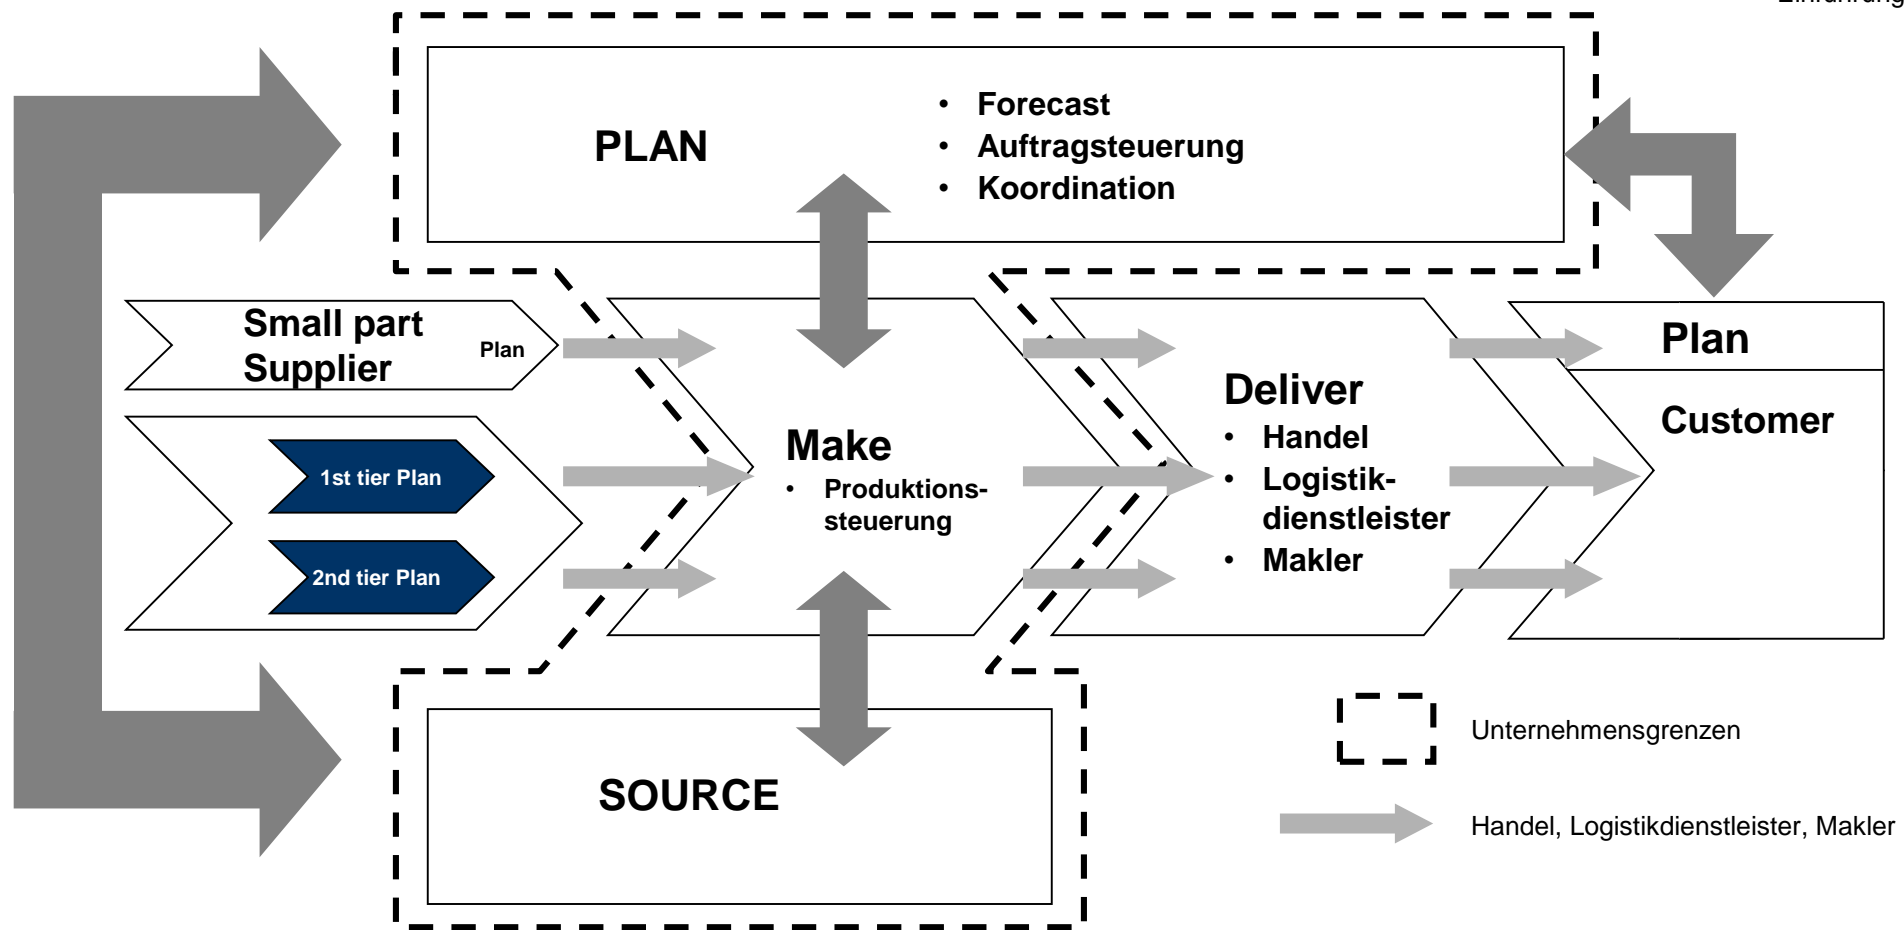 Einführung
PLAN
• Forecast
• Auftragsteuerung
• Koordination
Small part
Supplier
Plan
1st tier Plan
2nd tier Plan
Make
• Produktions-
steuerung
Deliver
• Handel
• Logistik-
dienstleister
• Makler
Plan
Customer
SOURCE
Unternehmensgrenzen
Handel, Logistikdienstleister, Makler